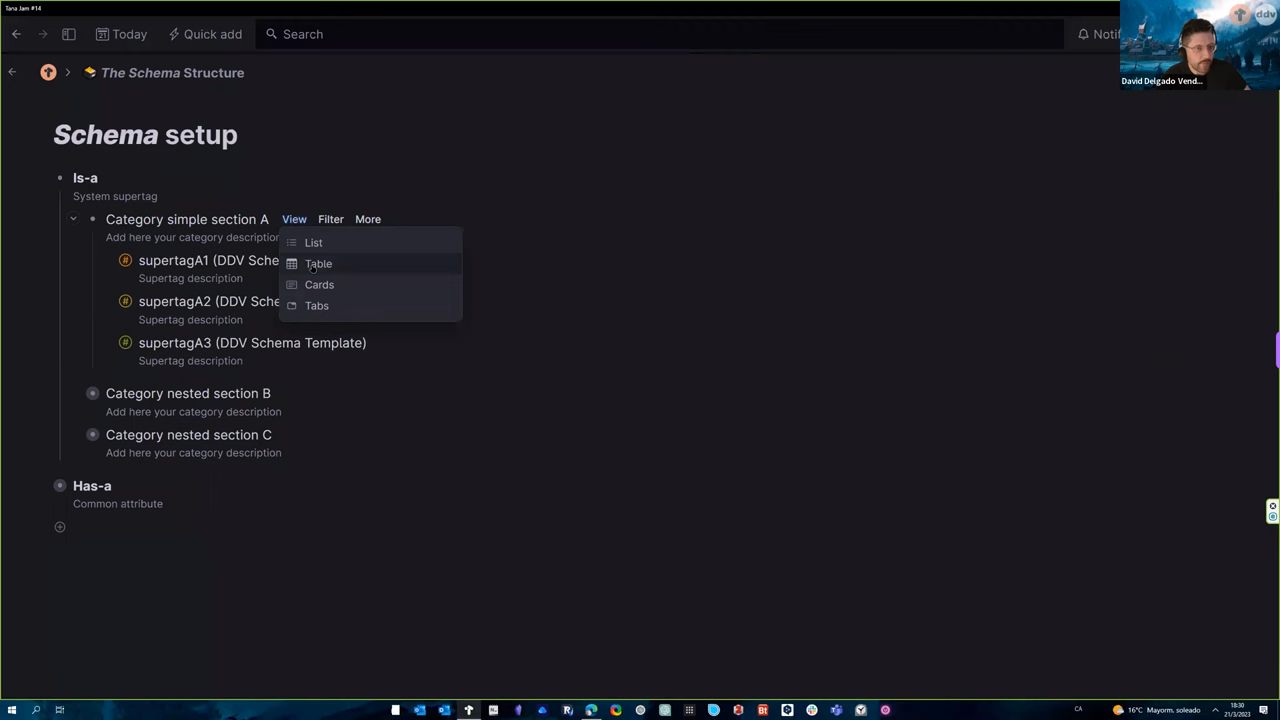 Tana Jam #14
Today
Quick add
Search
ddv
David Delgado Vend...
The Schema Structure
Schema setup
Is-a
System supertag
Category simple section A View Filter More
Add here your category description
List
supertagA1 (DDV Sche
Table
Supertag description
Cards
supertagA2 (DDV Sche
Tabs
Supertag description
supertagA3 (DDV Schema Template)
Supertag description
Category nested section B
Add here your category description
Category nested section C
Add here your category description
Has-a
Common attribute
CA
16°C Mayorm. soleado
18:30
21/3/2023